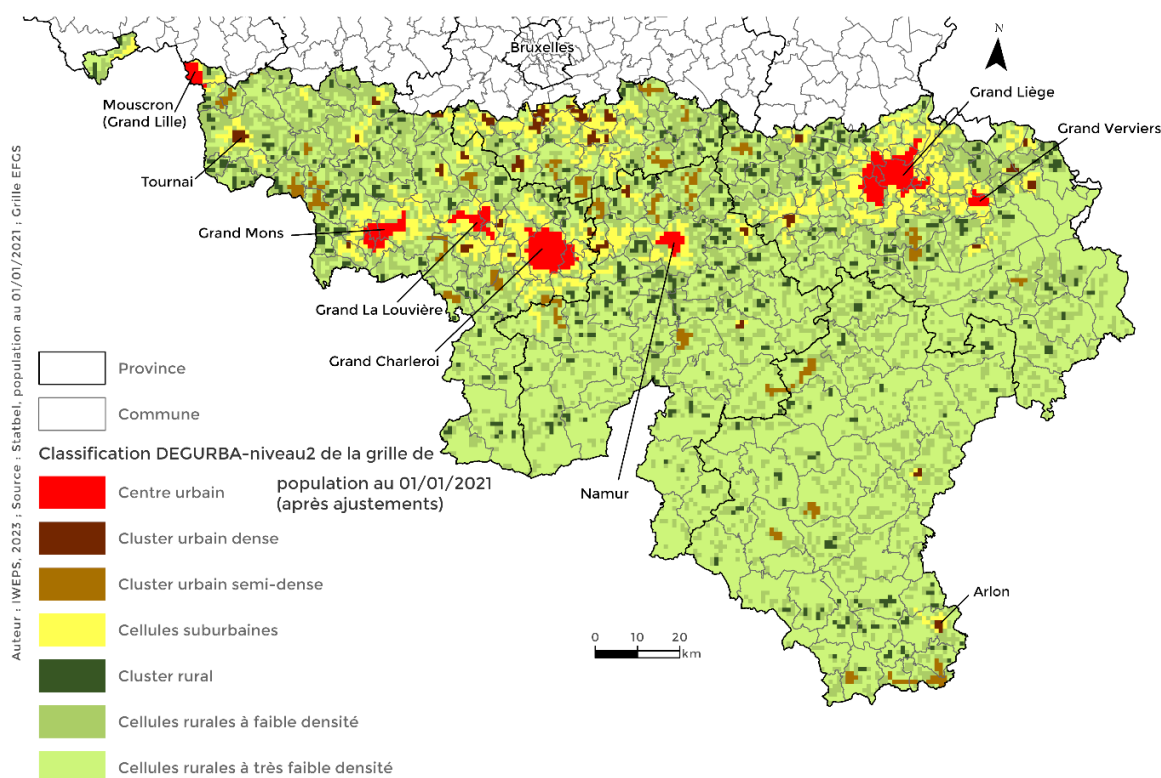 Bruxelles
N
Grand Liège
Mouscron
(Grand Lille)
Grand Verviers
Tournai
Grand Mons
Grand La Louvière
Grand Charleroi
Namur
Arlon
0 10 20
km
Province
Commune
Classification DEGURBA-niveau2 de la grille de
population au 01/01/2021
(après ajustements)
Centre urbain
Cluster urbain dense
Cluster urbain semi-dense
Cellules suburbaines
Cluster rural
Cellules rurales à faible densité
Cellules rurales à très faible densité
Auteur : IWEPS, 2023 ; Source : Statbel, population au 01/01/2021 ; Grille EFGS